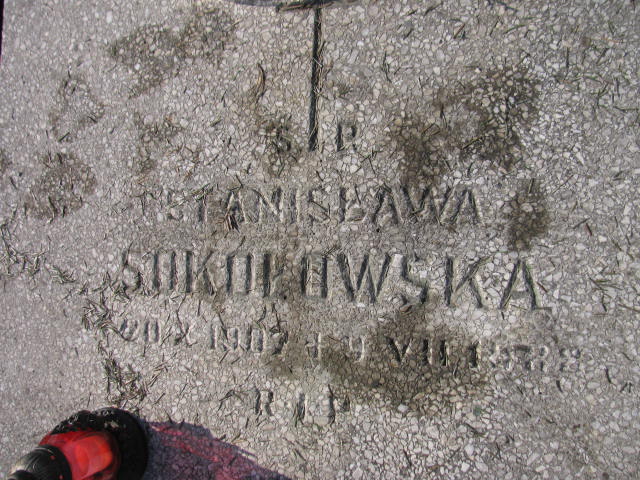 S. R.
STANISŁAWA
SOKOŁOWSKA
X 1907 + 9 VII
R.I.P